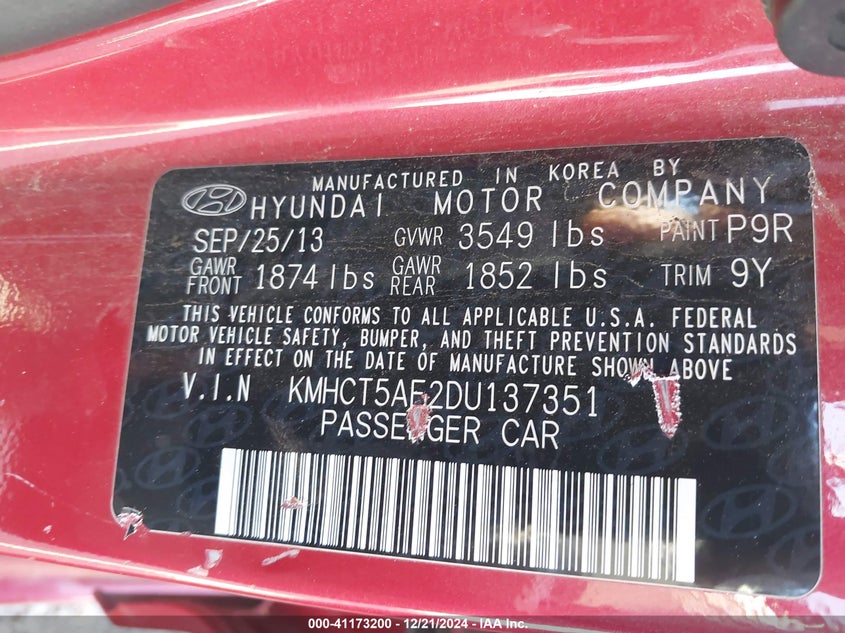 MANUFACTURED IN KOREA BY
HYUNDAI MOTOR COMPANY
SEP/25/13 GVWR 3549 lbs PAINT P9R
GAWR FRONT 1874 lbs GAWR REAR 1852 lbs TRIM 9Y
THIS VEHICLE CONFORMS TO ALL APPLICABLE U.S.A. FEDERAL
MOTOR VEHICLE SAFETY, BUMPER, AND THEFT PREVENTION STANDARDS
IN EFFECT ON THE DATE OF MANUFACTURE SHOWN ABOVE
V.I.N KMHCT5AE2DU137351
PASSENGER CAR
000-41173200 - 12/21/2024 - IAA Inc.